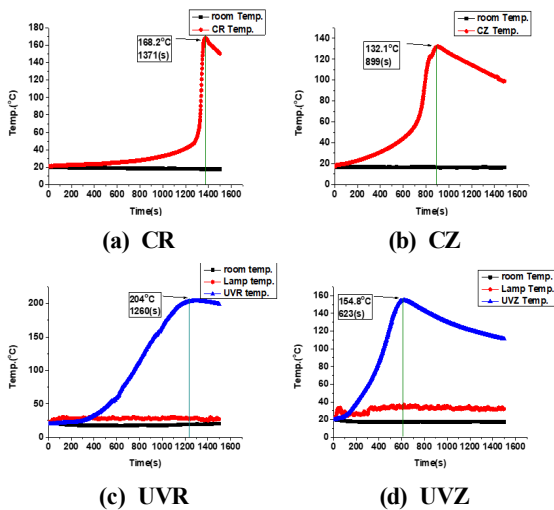 room Temp.
CR Temp.
168.2°C
1371(s)
Temp.(°C)
180
160
140
120
100
80
60
40
20
0
0 200 400 600 800 1000 1200 1400 1600
Time(s)
(a) CR
room Temp.
CZ Temp.
132.1°C
899(s)
Temp.(°C)
160
140
120
100
80
60
40
20
0
0 200 400 600 800 1000 1200 1400 1600
Time(s)
(b) CZ
room temp.
Lamp temp.
UVR temp.
204°C
1260(s)
Temp.(°C)
200
150
100
50
0
0 200 400 600 800 1000 1200 1400 1600
Time(s)
(c) UVR
room Temp.
Lamp Temp.
UVZ Temp.
154.8°C
623(s)
Temp.(°C)
160
140
120
100
80
60
40
20
0
0 200 400 600 800 1000 1200 1400 1600
Time(s)
(d) UVZ